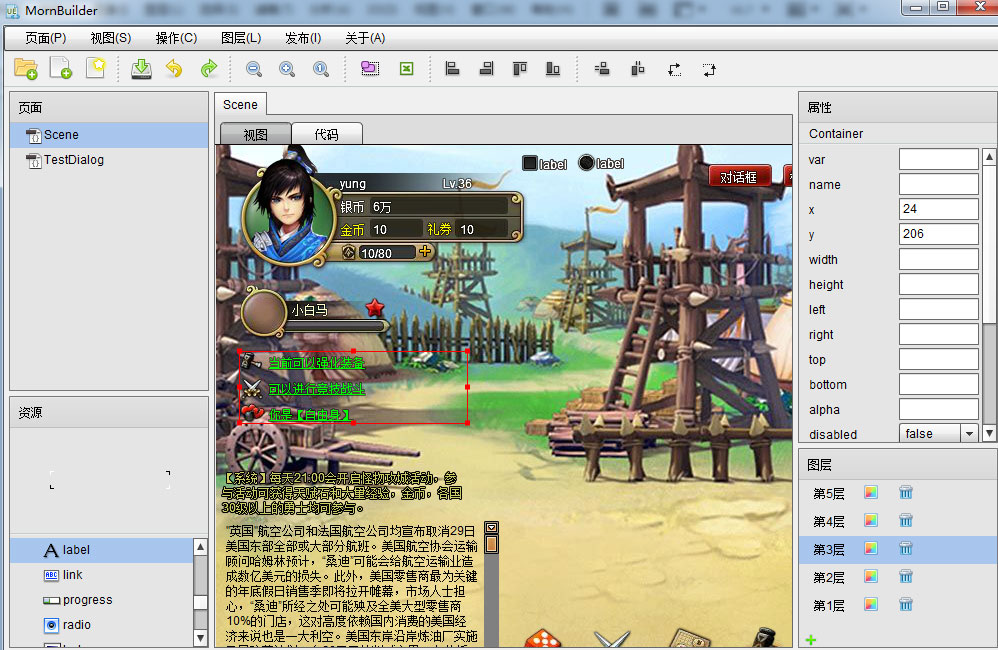 MornBuilder
页面(P) 视图(S) 操作(C) 图层(L) 发布(I) 关于(A)
页面
Scene
TestDialog
资源
label
link
progress
radio
Scene
视图 代码
label label
对话框
yung Lv.36
银币 6万
金币 10 礼券 10
10/80
小白马
当前可以强化装备
可以进行竞技战斗
你是【自由身】
【系统】每天21:00会开启怪物攻城活动，参
与活动可获得天赋石和大量经验，金币，各国
30级以上的勇士均可参与。
“英国”航空公司和法国航空公司均宣布取消29日
美国东部全部或大部分航班。美国航空协会运输
顾问哈姆林预计，“桑迪”可能会给航空运输业造
成数亿美元的损失。此外，美国零售商最为关键
的年底假日销售季即将拉开帷幕，市场人士担
心，“桑迪”所经之处可能殃及全美大型零售商
10%的门店，这对高度依赖国内消费的美国经
济来说也是一大利空。美国东岸沿岸炼油厂实施
属性
Container
var
name
x 24
y 206
width
height
left
right
top
bottom
alpha
disabled false
图层
第5层
第4层
第3层
第2层
第1层